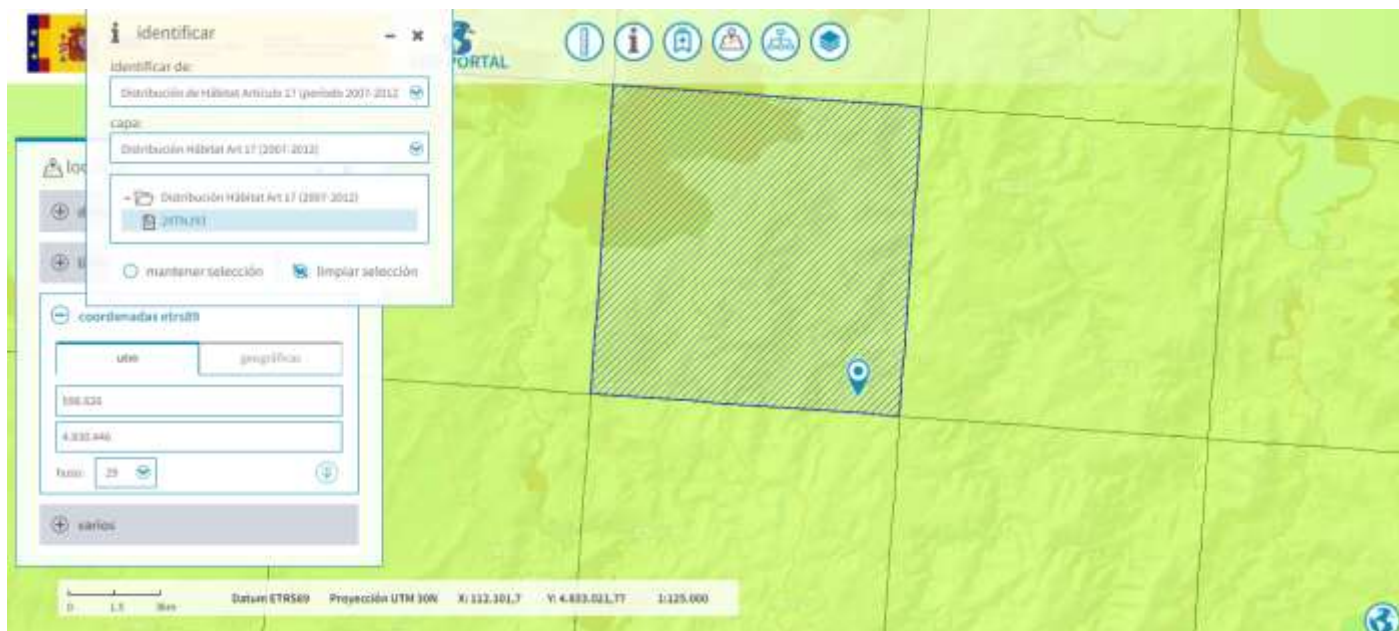 identificar
PORTAL
identificar de:
Distribución de Hábitat Artículo 17 (periodo 2007-2012
capa:
Distribución Hábitat Art 17 (2007-2012)
Distribución Hábitat Art 17 (2007-2012)
mantener selección
limpiar selección
coordenadas etrs89
utm
geográficas
4.830.446
huso:
29
varios
0 1.5 3km
Datum ETRS89 Proyección UTM 30N X: 112.101,7 Y: 4.833.021,77 1:125.000